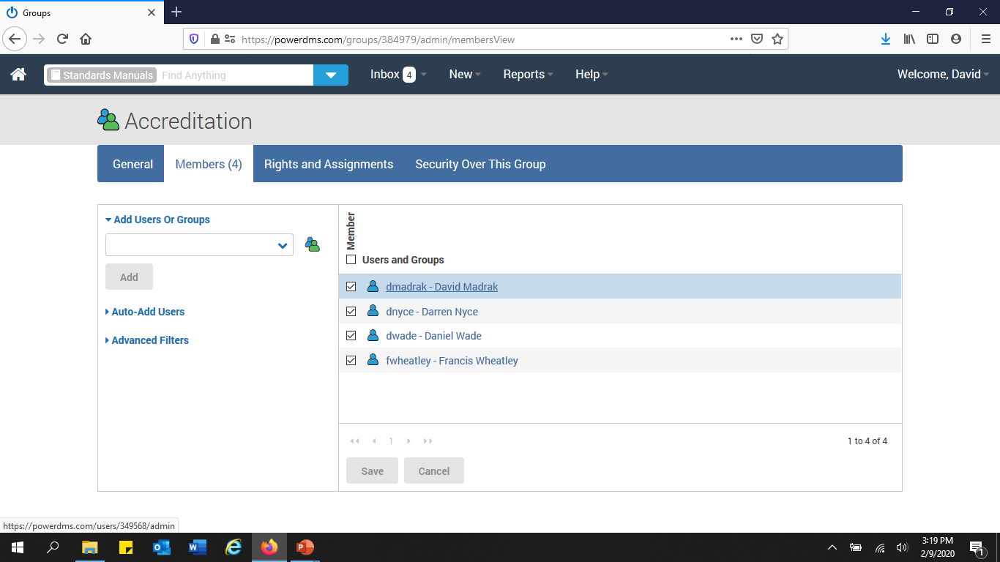 Groups
https://powerdms.com/groups/384979/admin/membersView
Standards Manuals Find Anything
Inbox 4 New Reports Help Welcome, David
Accreditation
General Members (4) Rights and Assignments Security Over This Group
Add Users Or Groups
Add
Auto-Add Users
Advanced Filters
Member
Users and Groups
dmadrak - David Madrak
dnyce - Darren Nyce
dwade - Daniel Wade
fwheatley - Francis Wheatley
1
1 to 4 of 4
Save Cancel
https://powerdms.com/users/349568/admin
3:19 PM
2/9/2020
1